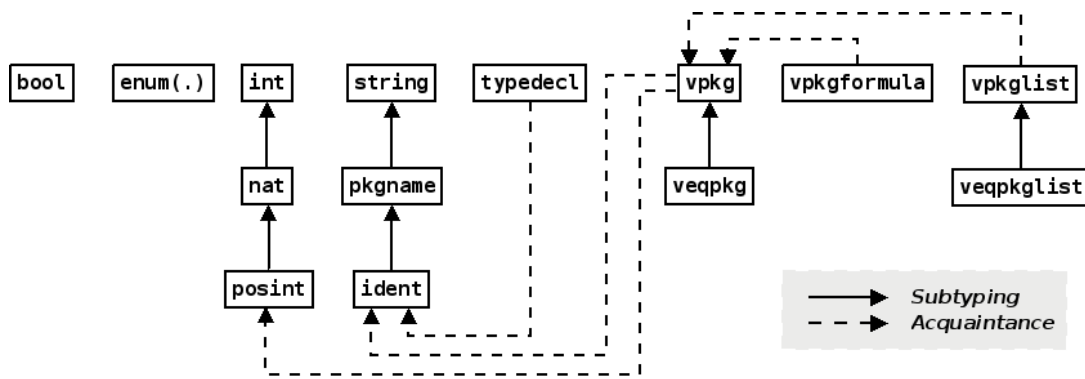 bool
enum(.)
int
string
typedecl
vpkg
vpkgformula
vpkglist
nat
pkgname
veqpkg
veqpkglist
posint
ident
Subtyping
Acquaintance